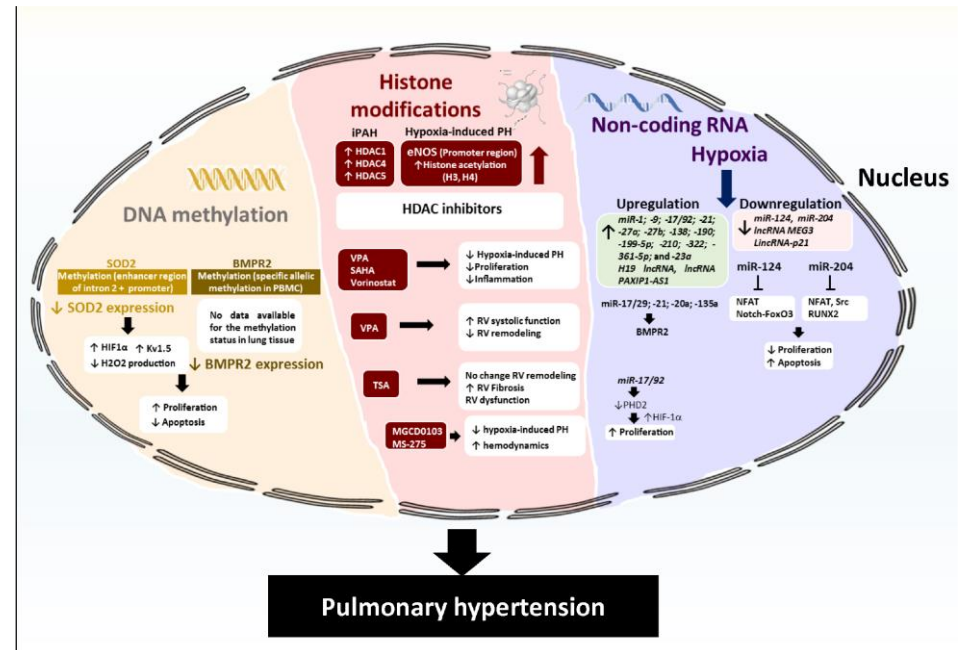 Nucleus
DNA methylation
SOD2
Methylation (enhancer region
of intron 2 + promoter)
↓ SOD2 expression
↑ HIF1α ↑ Kv1.5
↓ H2O2 production
↑ Proliferation
↓ Apoptosis
BMPR2
Methylation (specific allelic
methylation in PBMC)
No data available
for the methylation
status in lung tissue
↓ BMPR2 expression
Histone
modifications
iPAH
↑ HDAC1
↑ HDAC4
↑ HDAC5
Hypoxia-induced PH
eNOS (Promoter region)
↑Histone acetylation
(H3, H4)
HDAC inhibitors
VPA
SAHA
Vorinostat
↓ Hypoxia-induced PH
↓Proliferation
↓ Inflammation
VPA
↑ RV systolic function
↓ RV remodeling
TSA
No change RV remodeling
↑ RV Fibrosis
RV dysfunction
MGCD0103
MS-275
↓ hypoxia-induced PH
↑ hemodynamics
Non-coding RNA
Hypoxia
Upregulation
↑ miR-1; -9; -17/92; -21;
-27a; -27b; -138; -190;
-199-5p; -210; -322; -
361-5p; and -23a
H19 lncRNA, lncRNA
PAXIP1-AS1
miR-17/29; -21; -20a; -135a
BMPR2
miR-17/92
↓PHD2
↑HIF-1α
↑ Proliferation
Downregulation
↓ miR-124, miR-204
lncRNA MEG3
LincRNA-p21
miR-124
NFAT
Notch-FoxO3
miR-204
NFAT, Src
RUNX2
↓ Proliferation
↑ Apoptosis
Pulmonary hypertension